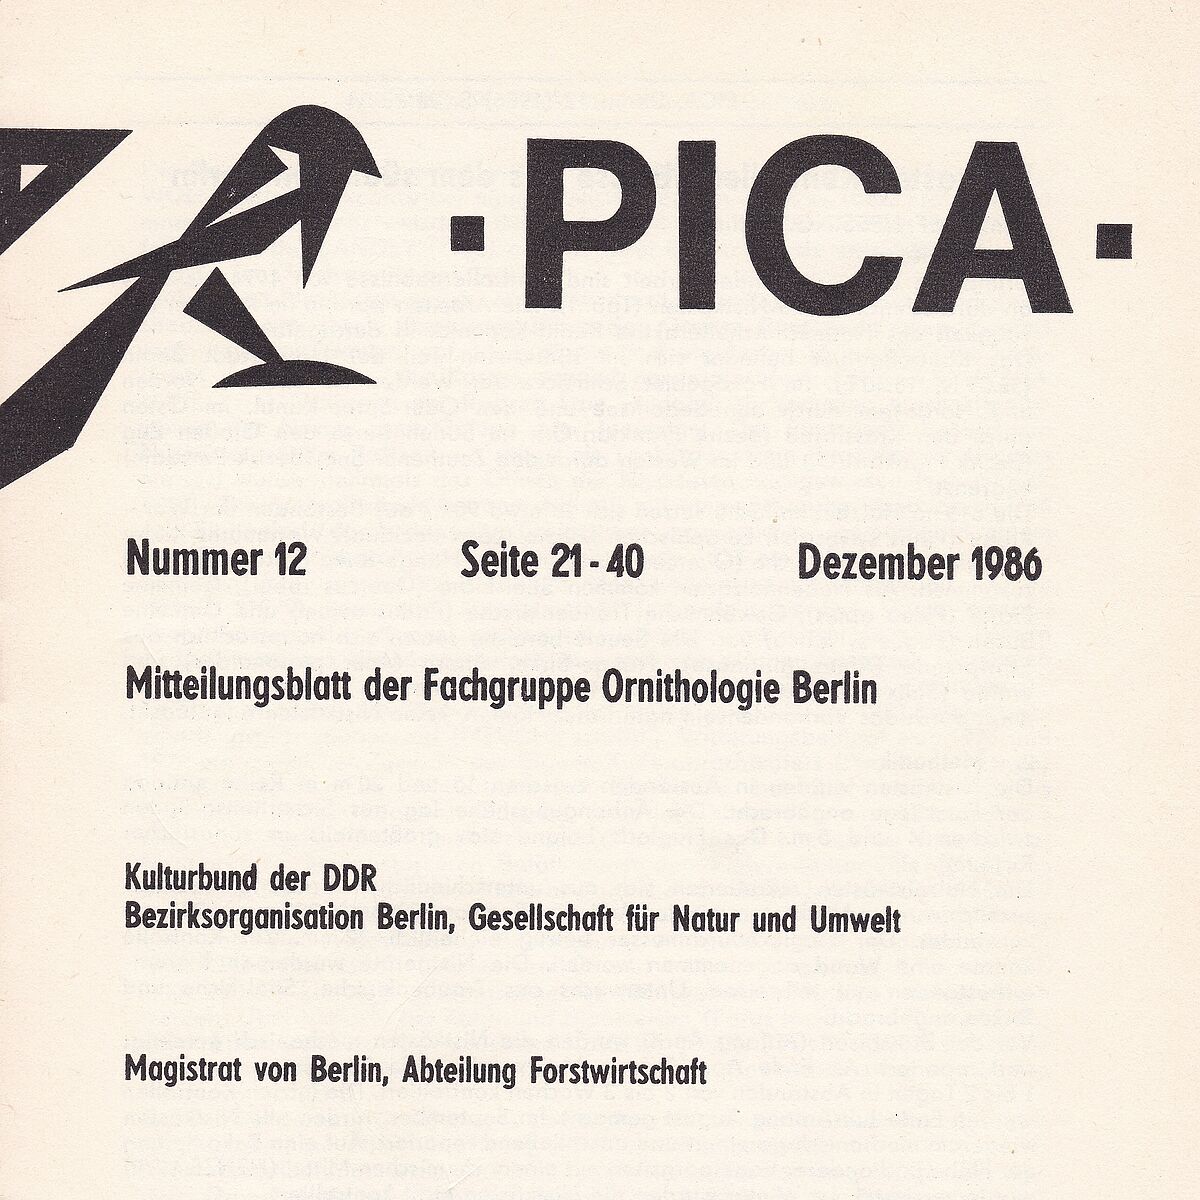 ·PICA·
Nummer 12 Seite 21-40 Dezember 1986
Mitteilungsblatt der Fachgruppe Ornithologie Berlin
Kulturbund der DDR
Bezirksorganisation Berlin, Gesellschaft für Natur und Umwelt
Magistrat von Berlin, Abteilung Forstwirtschaft